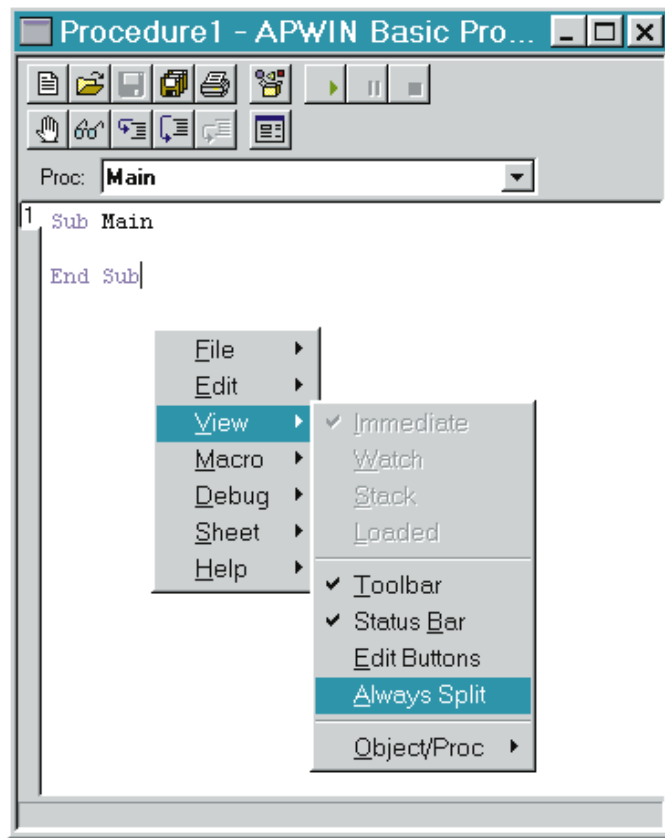 Procedure1 - APWIN Basic Pro...
Proc: Main
1
Sub Main
End Sub
File
Edit
View
Macro
Debug
Sheet
Help
Immediate
Watch
Stack
Loaded
Toolbar
Status Bar
Edit Buttons
Always Split
Object/Proc